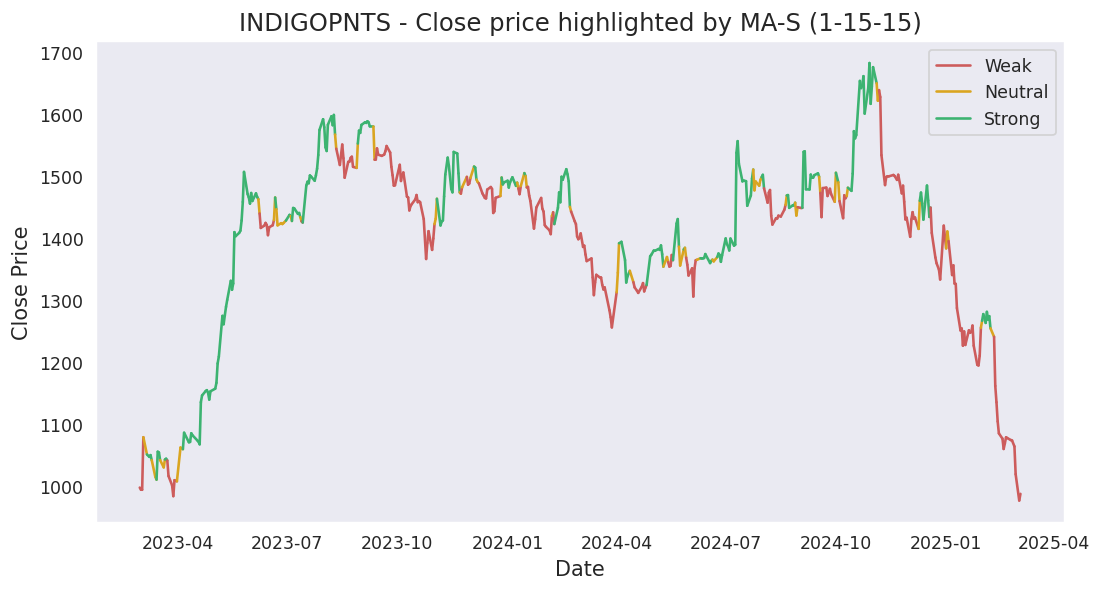 INDIGOPNTS - Close price highlighted by MA-S (1-15-15)
Weak
Neutral
Strong
Close Price
1700
1600
1500
1400
1300
1200
1100
1000
2023-04 2023-07 2023-10 2024-01 2024-04 2024-07 2024-10 2025-01 2025-04
Date